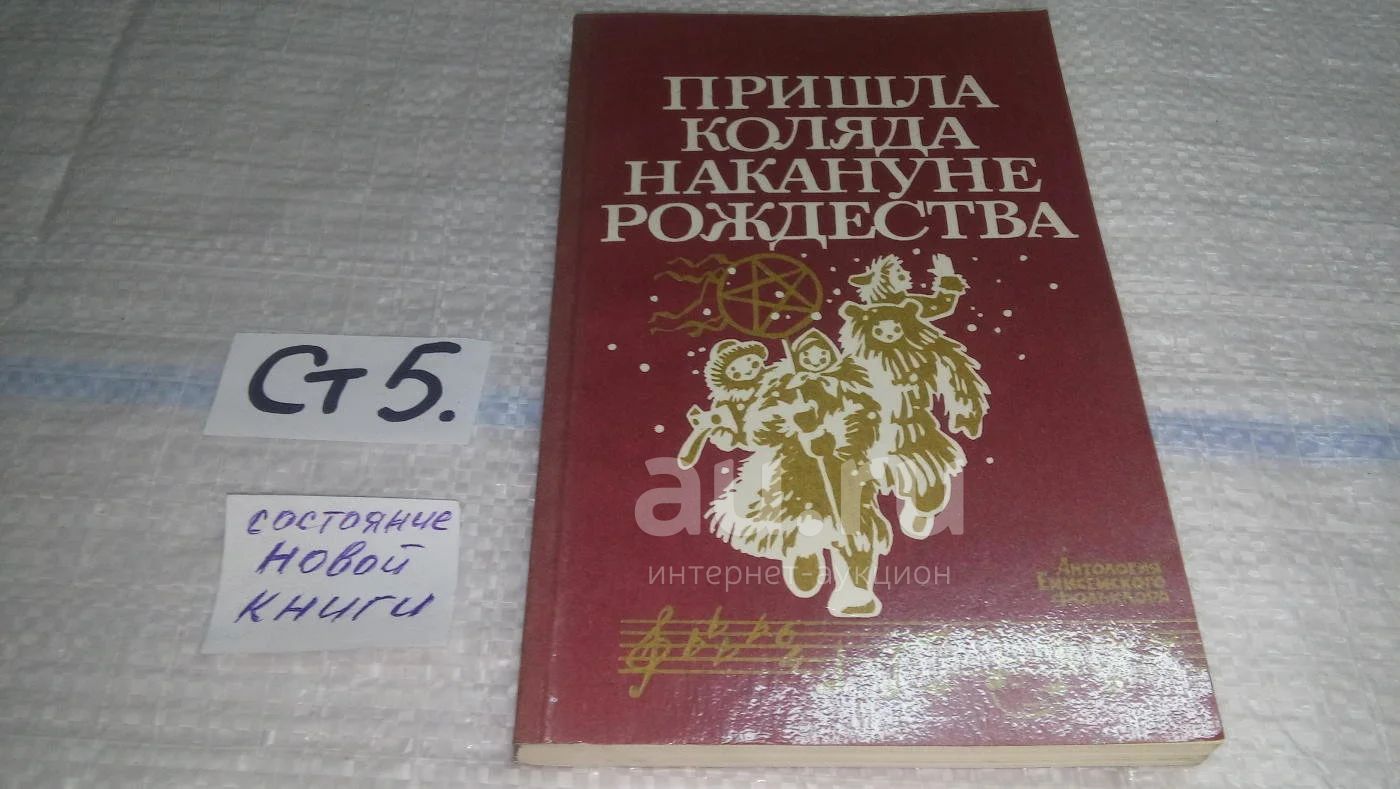 ПРИШЛА
КОЛЯДА
НАКАНУНЕ
РОЖДЕСТВА
Ст 5.
состояние
новой
книги
au.ru
интернет-аукцион
Антология
Енисейского
фольклора